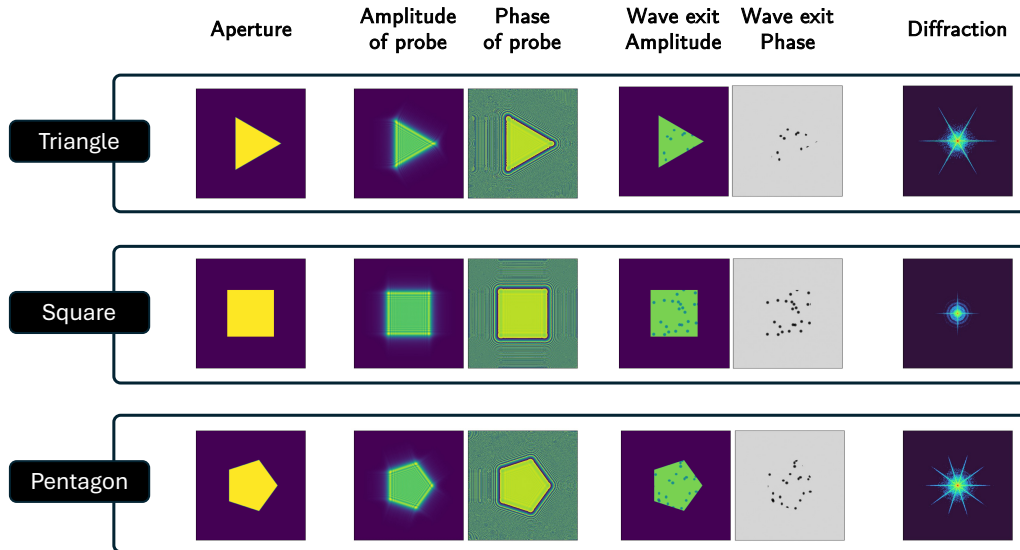 Aperture
Amplitude
of probe
Phase
of probe
Wave exit
Amplitude
Wave exit
Phase
Diffraction
Triangle
Square
Pentagon